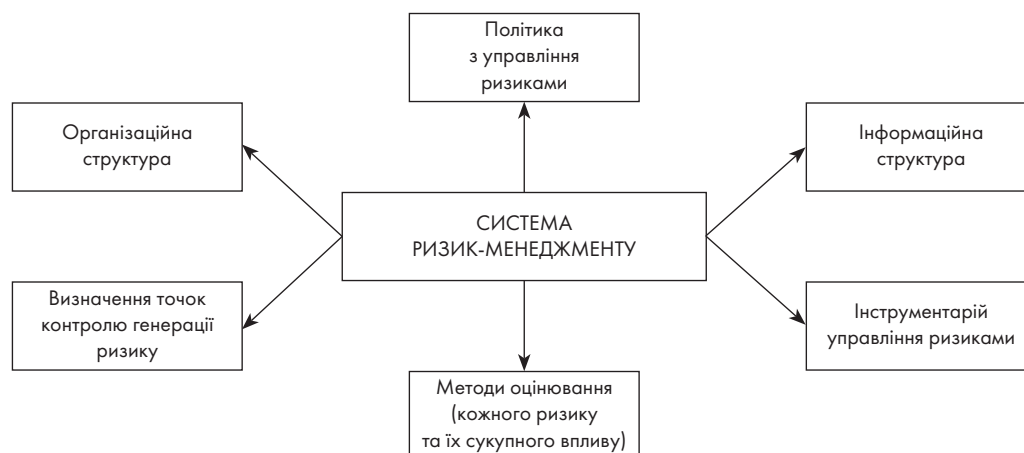 Політика
з управління
ризиками
Організаційна
структура
Інформаційна
структура
СИСТЕМА
РИЗИК-МЕНЕДЖМЕНТУ
Визначення точок
контролю генерації
ризику
Інструментарій
управління ризиками
Методи оцінювання
(кожного ризику
та їх сукупного впливу)